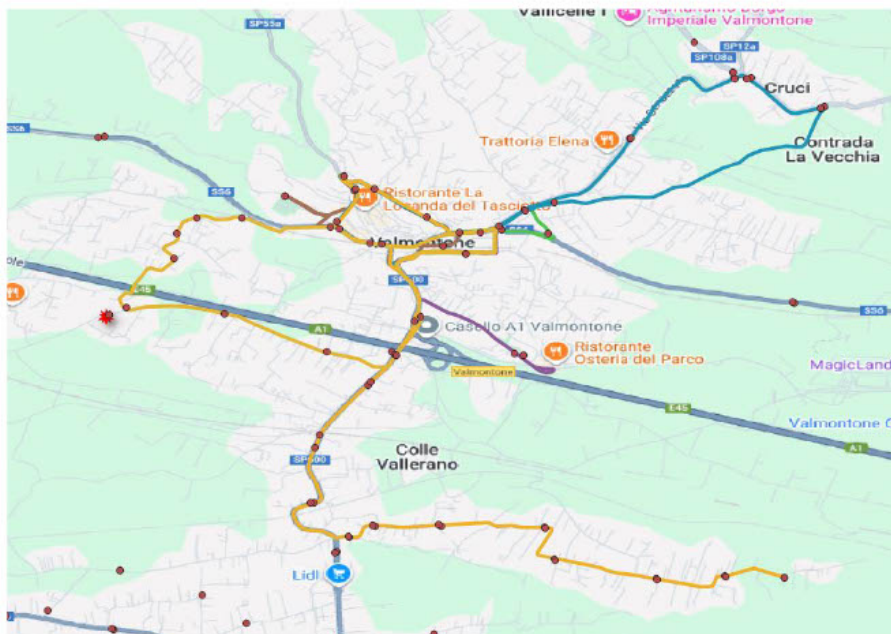 Vallicelle I
Agriturismo Borgo
Imperiale Valmontone
SP55a
SP12a
SP108a
Cruci
SS6
Trattoria Elena
Contrada
La Vecchia
SS6
Ristorante La
Locanda del Tasciotto
Valmontone
SS6
SP600
E45
A1
Casello A1 Valmontone
SS6
Ristorante
Osteria del Parco
Valmontone
MagicLand
E45
Valmontone O
A1
Colle
Vallerano
SP600
Lidl